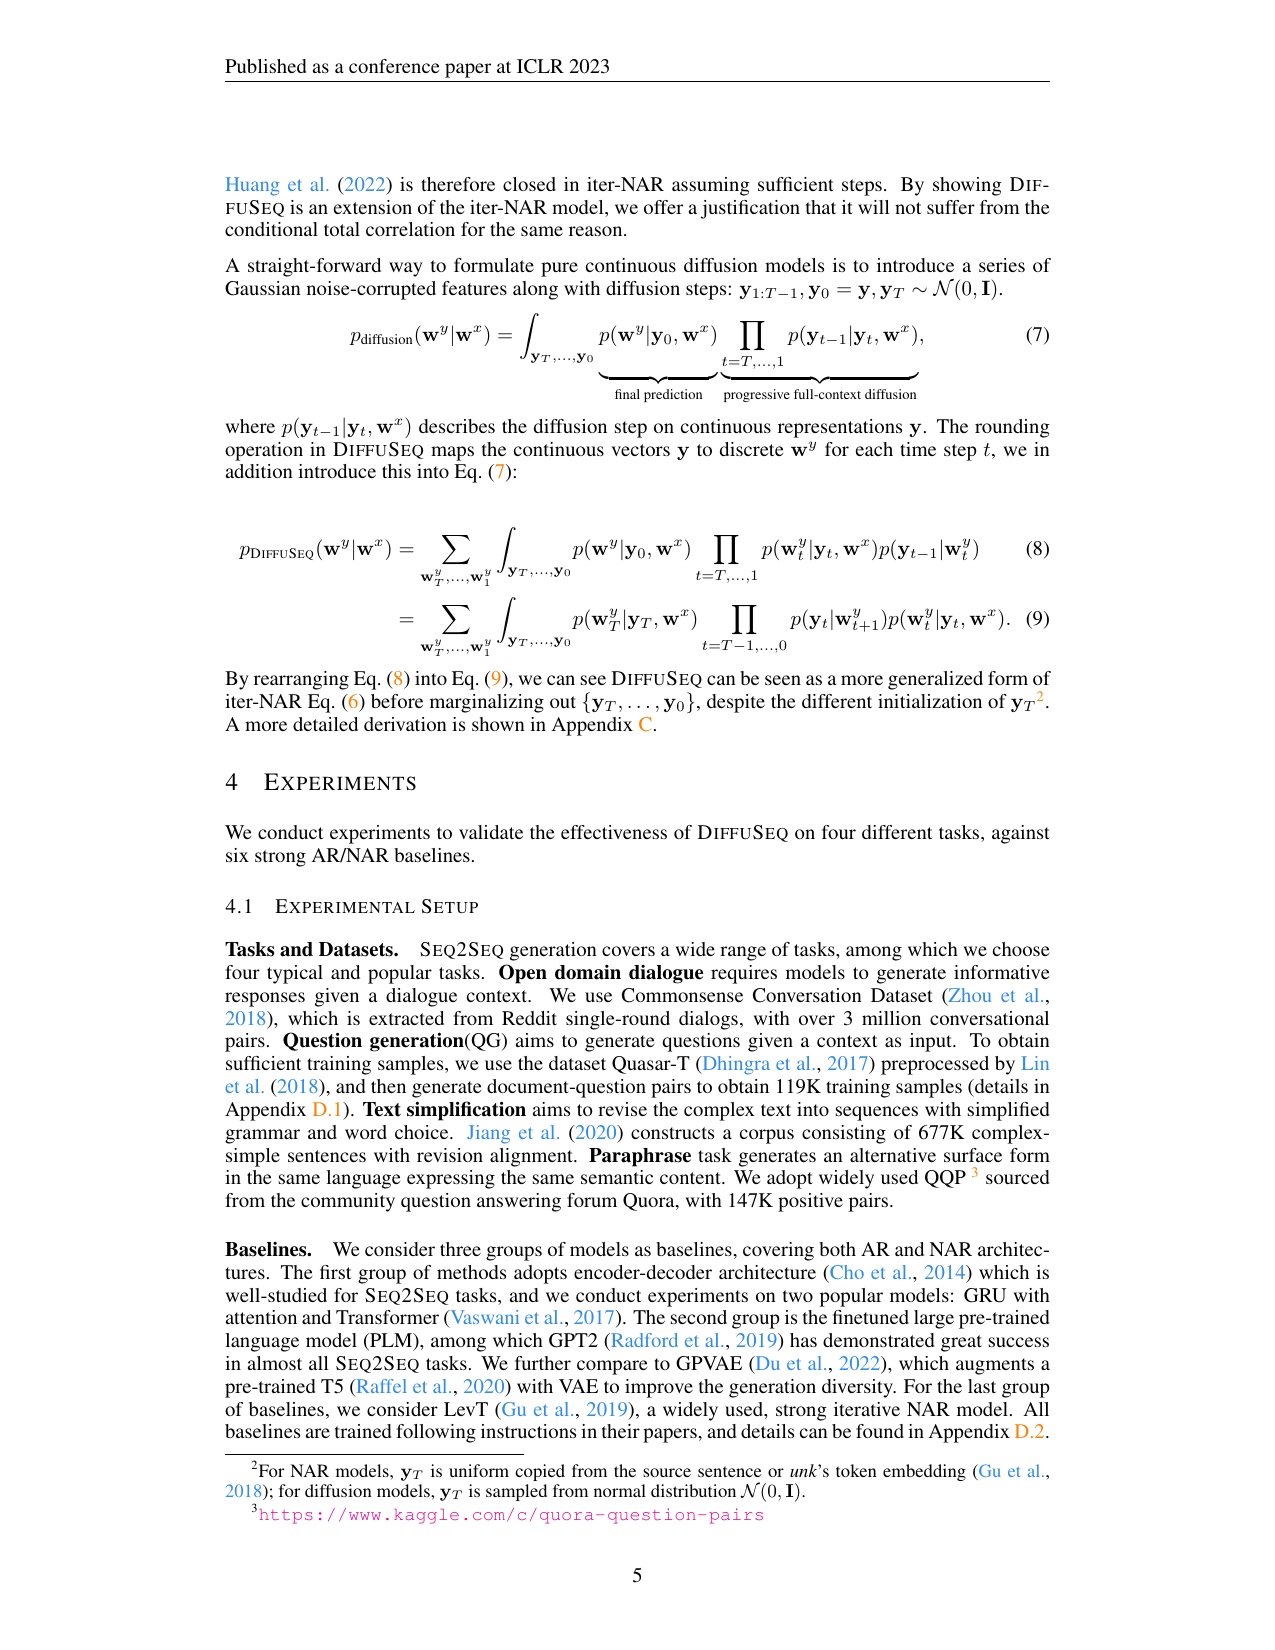 Published as a conference paper at ICLR 2023
Huang et al. (2022) is therefore closed in iter-NAR assuming sufficient steps. By showing DIF-
FUSEQ is an extension of the iter-NAR model, we offer a justification that it will not suffer from the
conditional total correlation for the same reason.
A straight-forward way to formulate pure continuous diffusion models is to introduce a series of
Gaussian noise-corrupted features along with diffusion steps: $\mathbf{y}_{1:T-1}, \mathbf{y}_0 = \mathbf{y}, \mathbf{y}_T \sim \mathcal{N}(0, \mathbf{I})$.
$p_{\text{diffusion}}(\mathbf{w}^y|\mathbf{w}^x) = \int_{\mathbf{y}_T,\ldots,\mathbf{y}_0} \underbrace{p(\mathbf{w}^y|\mathbf{y}_0, \mathbf{w}^x)}_{\text{final prediction}} \underbrace{\prod_{t=T,\ldots,1} p(\mathbf{y}_{t-1}|\mathbf{y}_t, \mathbf{w}^x)}_{\text{progressive full-context diffusion}},$ (7)
where $p(\mathbf{y}_{t-1}|\mathbf{y}_t, \mathbf{w}^x)$ describes the diffusion step on continuous representations $\mathbf{y}$. The rounding
operation in DIFFUSEQ maps the continuous vectors $\mathbf{y}$ to discrete $\mathbf{w}^y$ for each time step $t$, we in
addition introduce this into Eq. (7):
$p_{\text{DIFFUSEQ}}(\mathbf{w}^y|\mathbf{w}^x) = \sum_{\mathbf{w}_T^y,\ldots,\mathbf{w}_1^y} \int_{\mathbf{y}_T,\ldots,\mathbf{y}_0} p(\mathbf{w}^y|\mathbf{y}_0, \mathbf{w}^x) \prod_{t=T,\ldots,1} p(\mathbf{w}_t^y|\mathbf{y}_t, \mathbf{w}^x)p(\mathbf{y}_{t-1}|\mathbf{w}_t^y)$ (8)
$= \sum_{\mathbf{w}_T^y,\ldots,\mathbf{w}_1^y} \int_{\mathbf{y}_T,\ldots,\mathbf{y}_0} p(\mathbf{w}_T^y|\mathbf{y}_T, \mathbf{w}^x) \prod_{t=T-1,\ldots,0} p(\mathbf{y}_t|\mathbf{w}_{t+1}^y)p(\mathbf{w}_t^y|\mathbf{y}_t, \mathbf{w}^x).$ (9)
By rearranging Eq. (8) into Eq. (9), we can see DIFFUSEQ can be seen as a more generalized form of
iter-NAR Eq. (6) before marginalizing out $\{\mathbf{y}_T, \ldots, \mathbf{y}_0\}$, despite the different initialization of $\mathbf{y}_T$².
A more detailed derivation is shown in Appendix C.
4 EXPERIMENTS
We conduct experiments to validate the effectiveness of DIFFUSEQ on four different tasks, against
six strong AR/NAR baselines.
4.1 EXPERIMENTAL SETUP
Tasks and Datasets. SEQ2SEQ generation covers a wide range of tasks, among which we choose
four typical and popular tasks. Open domain dialogue requires models to generate informative
responses given a dialogue context. We use Commonsense Conversation Dataset (Zhou et al.,
2018), which is extracted from Reddit single-round dialogs, with over 3 million conversational
pairs. Question generation(QG) aims to generate questions given a context as input. To obtain
sufficient training samples, we use the dataset Quasar-T (Dhingra et al., 2017) preprocessed by Lin
et al. (2018), and then generate document-question pairs to obtain 119K training samples (details in
Appendix D.1). Text simplification aims to revise the complex text into sequences with simplified
grammar and word choice. Jiang et al. (2020) constructs a corpus consisting of 677K complex-
simple sentences with revision alignment. Paraphrase task generates an alternative surface form
in the same language expressing the same semantic content. We adopt widely used QQP ³ sourced
from the community question answering forum Quora, with 147K positive pairs.
Baselines. We consider three groups of models as baselines, covering both AR and NAR architec-
tures. The first group of methods adopts encoder-decoder architecture (Cho et al., 2014) which is
well-studied for SEQ2SEQ tasks, and we conduct experiments on two popular models: GRU with
attention and Transformer (Vaswani et al., 2017). The second group is the finetuned large pre-trained
language model (PLM), among which GPT2 (Radford et al., 2019) has demonstrated great success
in almost all SEQ2SEQ tasks. We further compare to GPVAE (Du et al., 2022), which augments a
pre-trained T5 (Raffel et al., 2020) with VAE to improve the generation diversity. For the last group
of baselines, we consider LevT (Gu et al., 2019), a widely used, strong iterative NAR model. All
baselines are trained following instructions in their papers, and details can be found in Appendix D.2.
²For NAR models, $\mathbf{y}_T$ is uniform copied from the source sentence or unk's token embedding (Gu et al.,
2018); for diffusion models, $\mathbf{y}_T$ is sampled from normal distribution $\mathcal{N}(0, \mathbf{I})$.
³https://www.kaggle.com/c/quora-question-pairs
5